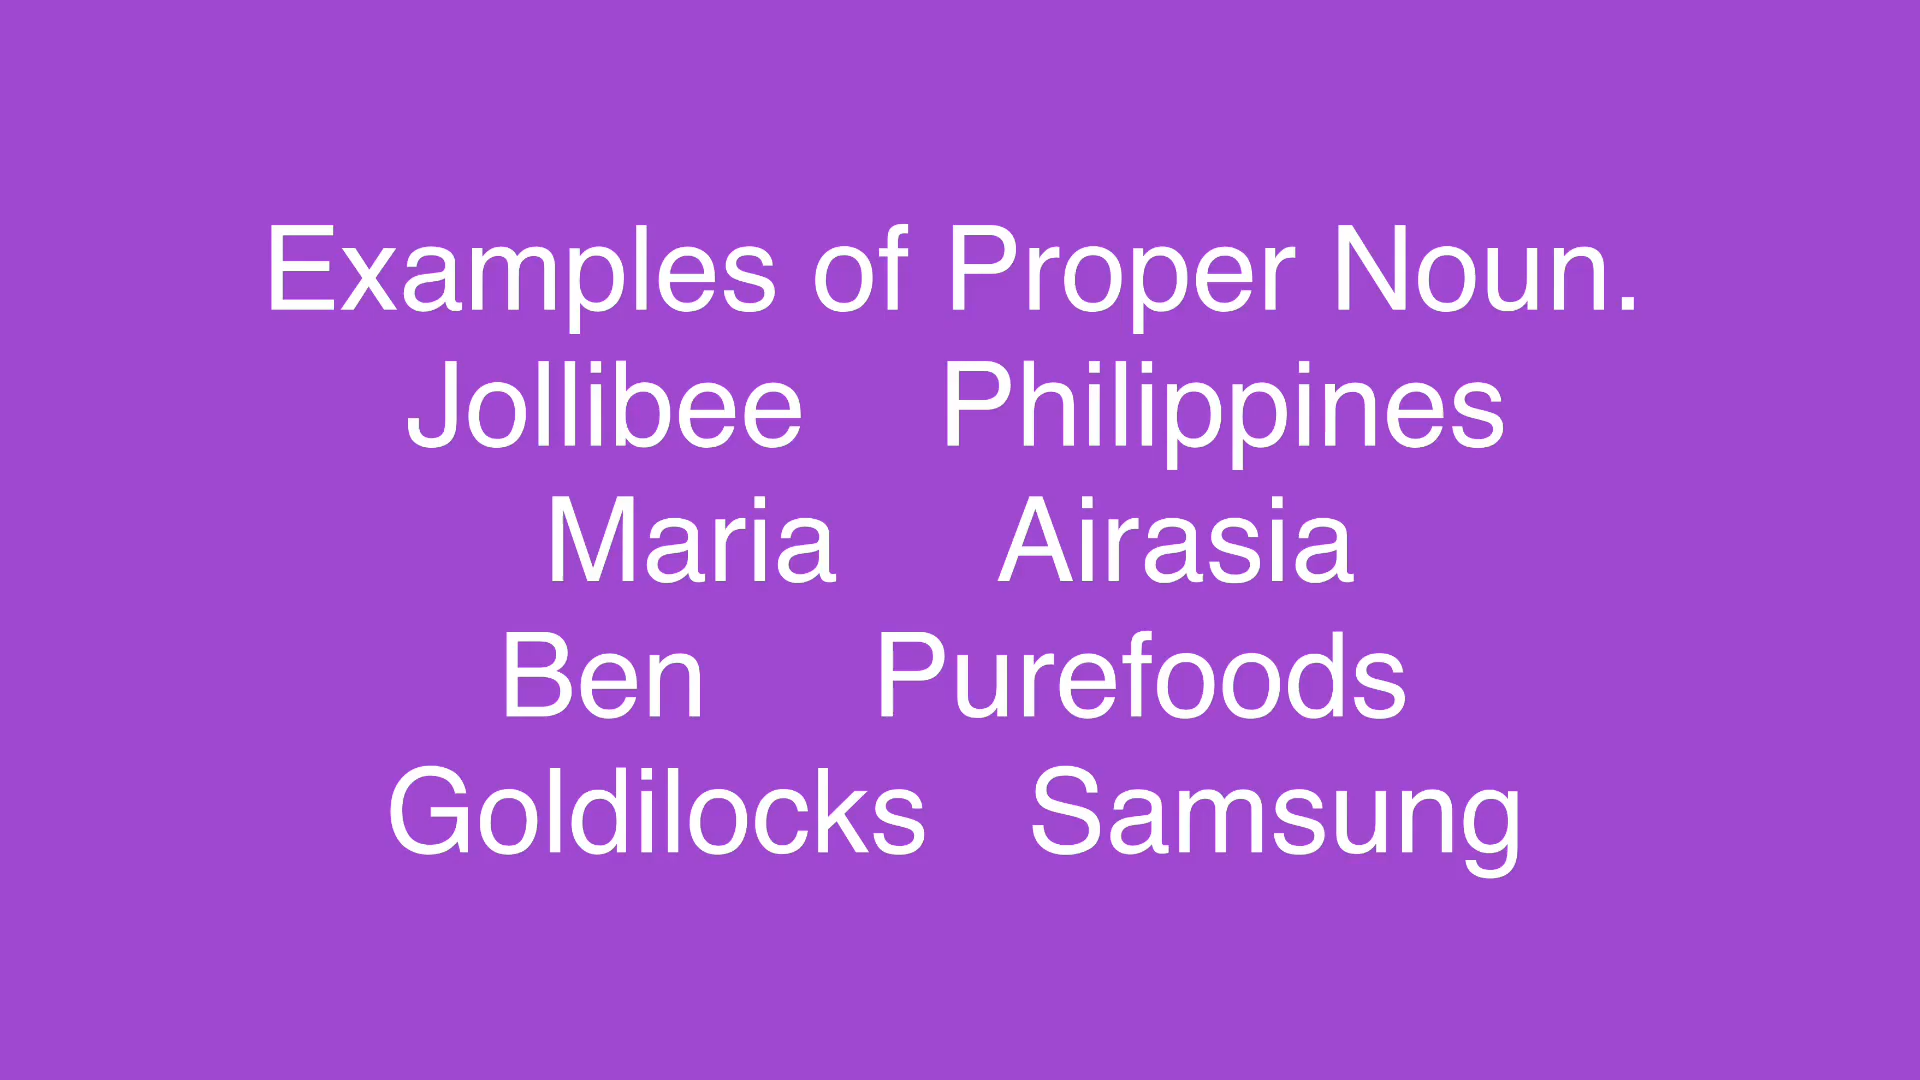 Examples of Proper Noun.
Jollibee Philippines
Maria Airasia
Ben Purefoods
Goldilocks Samsung